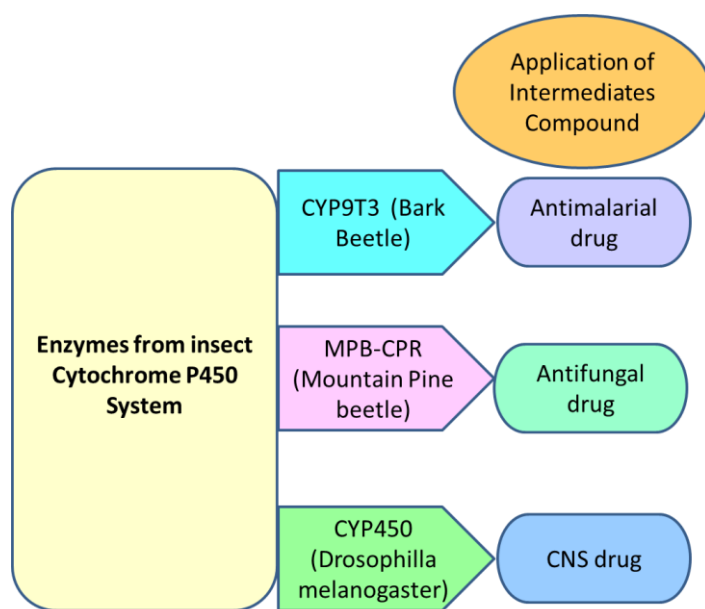 Application of
Intermediates
Compound
CYP9T3 (Bark
Beetle)
Antimalarial
drug
Enzymes from insect
Cytochrome P450
System
MPB-CPR
(Mountain Pine
beetle)
Antifungal
drug
CYP450
(Drosophilla
melanogaster)
CNS drug